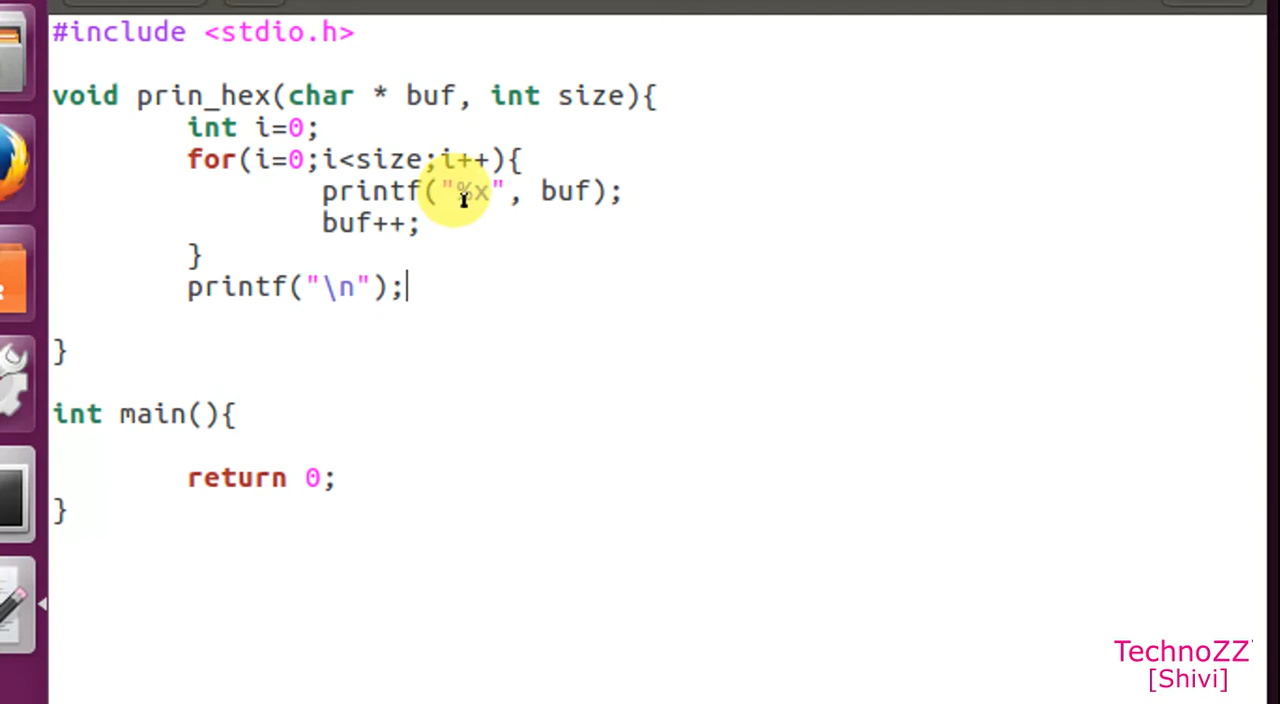 #include <stdio.h>
void prin_hex(char * buf, int size){
int i=0;
for(i=0;i<size;i++){
printf("%x", buf);
buf++;
}
printf("\n");
}
int main(){
return 0;
}
TechnoZZ
[Shivi]